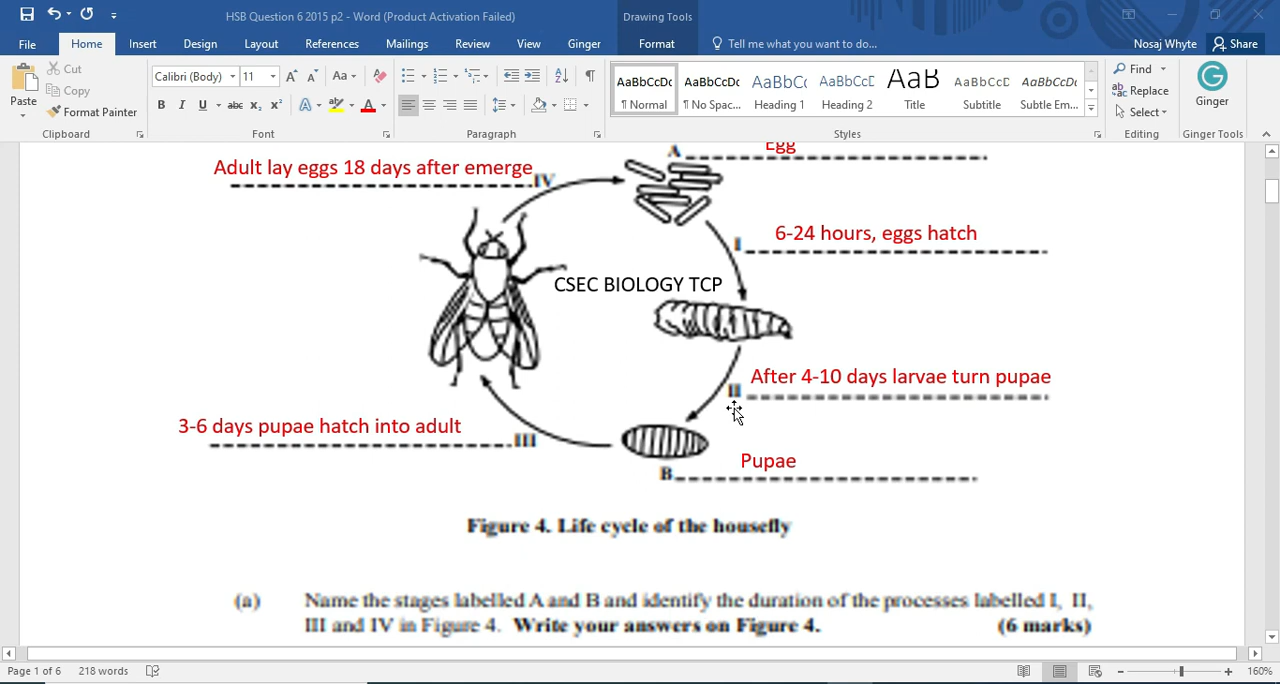 HSB Question 6 2015 p2 - Word (Product Activation Failed)
Drawing Tools
File Home Insert Design Layout References Mailings Review View Ginger Format Tell me what you want to do... Nosaj Whyte Share
Paste
Cut
Copy
Format Painter
Clipboard
Calibri (Body) 11
Aa
B I U abc X2 X2 A A
Font
Paragraph
AaBbCcDc AaBbCcDc AaBbCc AaBbCcE AaB AaBbCcD AaBbCcDc
¶ Normal ¶ No Spac... Heading 1 Heading 2 Title Subtitle Subtle Em...
Styles
Find
Replace
Select
Editing
Ginger
Ginger Tools
A Egg
Adult lay eggs 18 days after emerge IV
6-24 hours, eggs hatch
I
CSEC BIOLOGY TCP
After 4-10 days larvae turn pupae
II
3-6 days pupae hatch into adult III
Pupae
B
Figure 4. Life cycle of the housefly
(a) Name the stages labelled A and B and identify the duration of the processes labelled I, II,
III and IV in Figure 4. Write your answers on Figure 4. (6 marks)
Page 1 of 6 218 words 160%